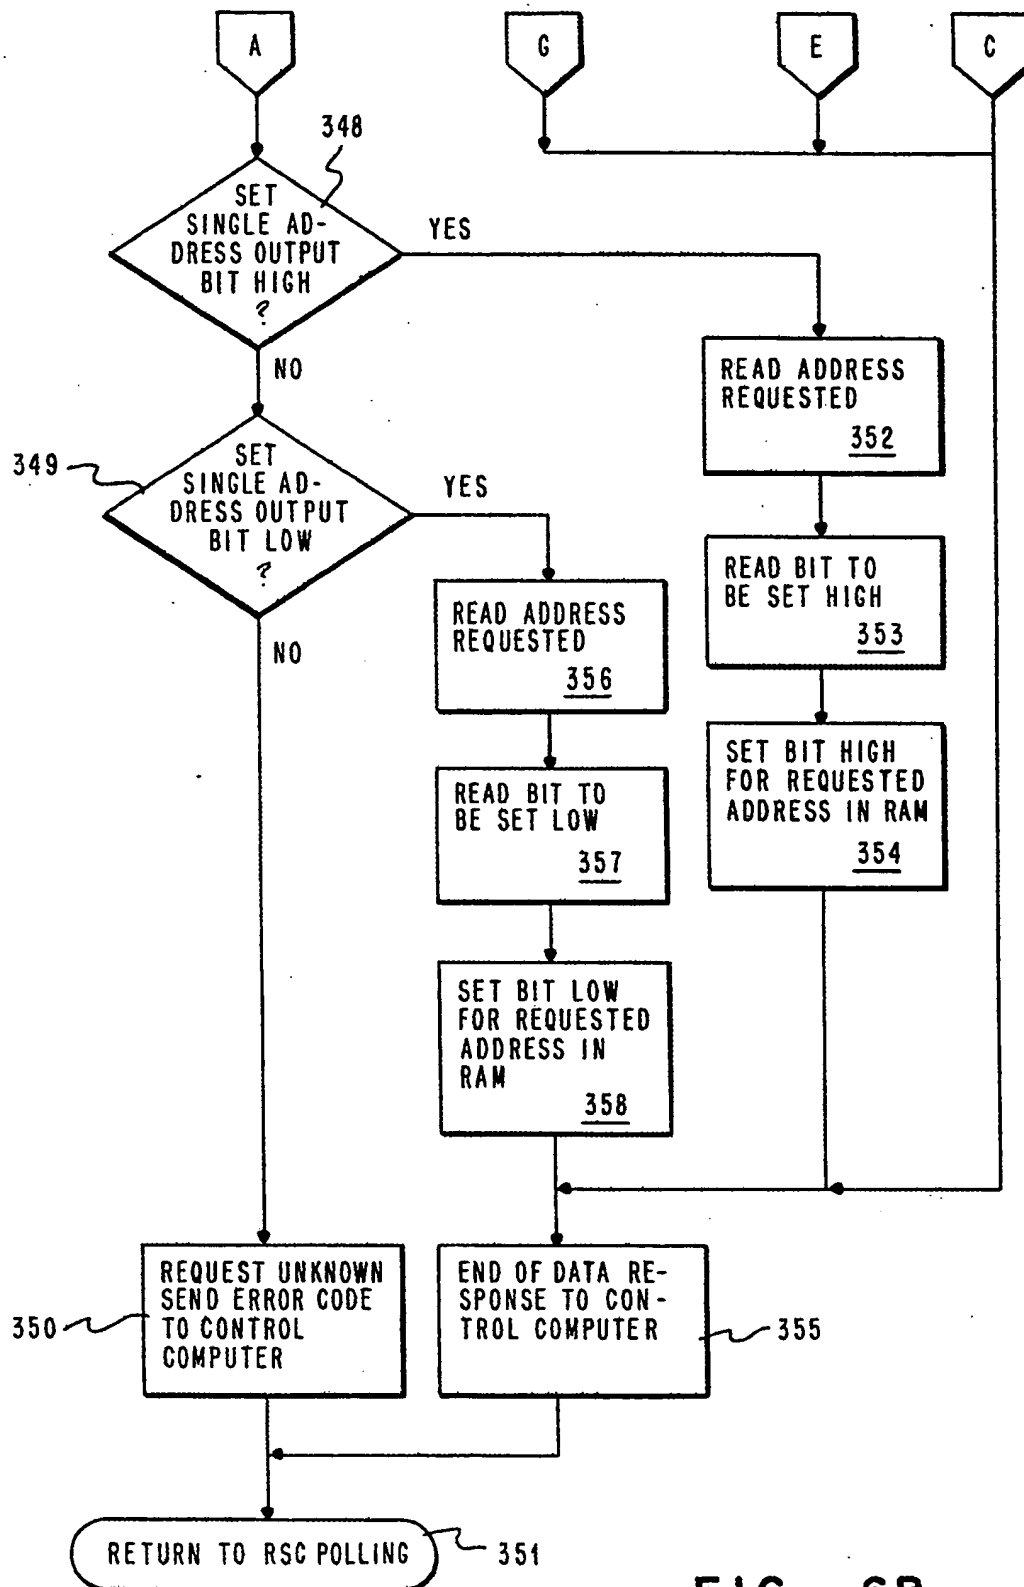 A
G
E
C
348
SET
SINGLE AD-
DRESS OUTPUT
BIT HIGH
?
YES
NO
READ ADDRESS
REQUESTED
352
349
SET
SINGLE AD-
DRESS OUTPUT
BIT LOW
?
YES
NO
READ BIT TO
BE SET HIGH
353
READ ADDRESS
REQUESTED
356
SET BIT HIGH
FOR REQUESTED
ADDRESS IN RAM
354
READ BIT TO
BE SET LOW
357
SET BIT LOW
FOR REQUESTED
ADDRESS IN
RAM
358
REQUEST UNKNOWN
SEND ERROR CODE
TO CONTROL
COMPUTER
350
END OF DATA RE-
SPONSE TO CON-
TROL COMPUTER
355
RETURN TO RSC POLLING
351